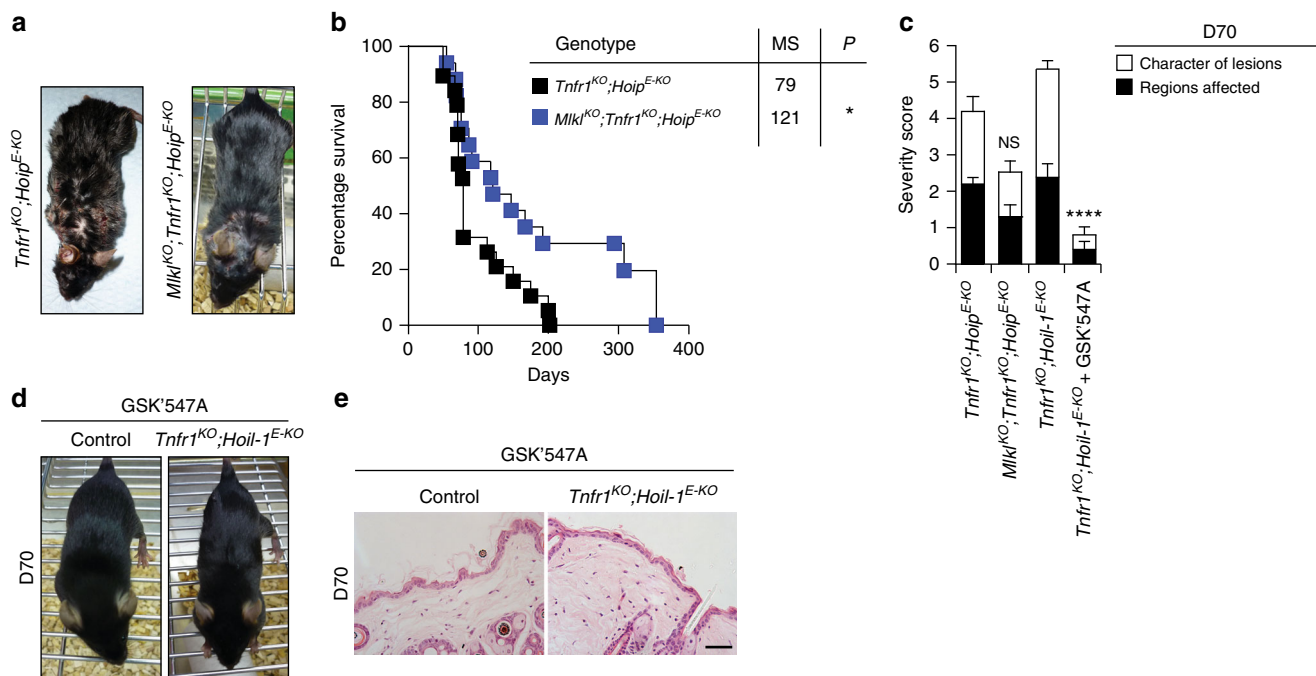 a
Tnfr1KO;HoipE-KO
MlklKO;Tnfr1KO;HoipE-KO
b
Percentage survival
100
80
60
40
20
0
0 100 200 300 400
Days
Genotype MS P
Tnfr1KO;HoipE-KO 79
MlklKO;Tnfr1KO;HoipE-KO 121 *
c
D70
Character of lesions
Regions affected
Severity score
6
5
4
3
2
1
0
NS
****
Tnfr1KO;HoipE-KO
MlklKO;Tnfr1KO;HoipE-KO
Tnfr1KO;Hoil-1E-KO
Tnfr1KO;Hoil-1E-KO + GSK'547A
d
GSK'547A
Control Tnfr1KO;Hoil-1E-KO
D70
e
GSK'547A
Control Tnfr1KO;Hoil-1E-KO
D70